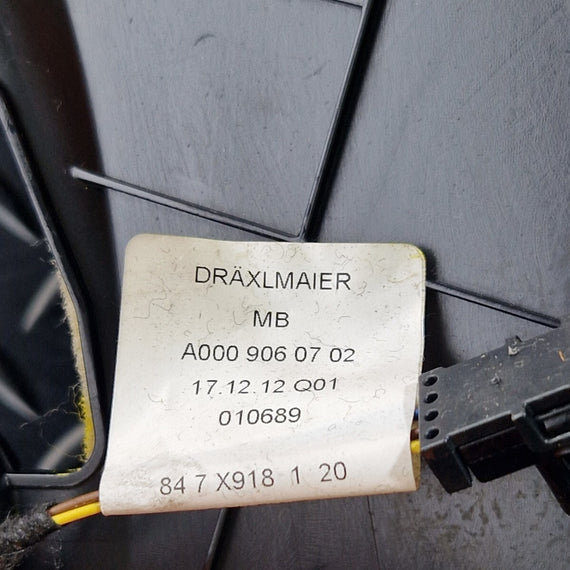 DRÄXLMAIER
MB
A000 906 07 02
17.12.12 Q01
010689
84 7 X918 1 20